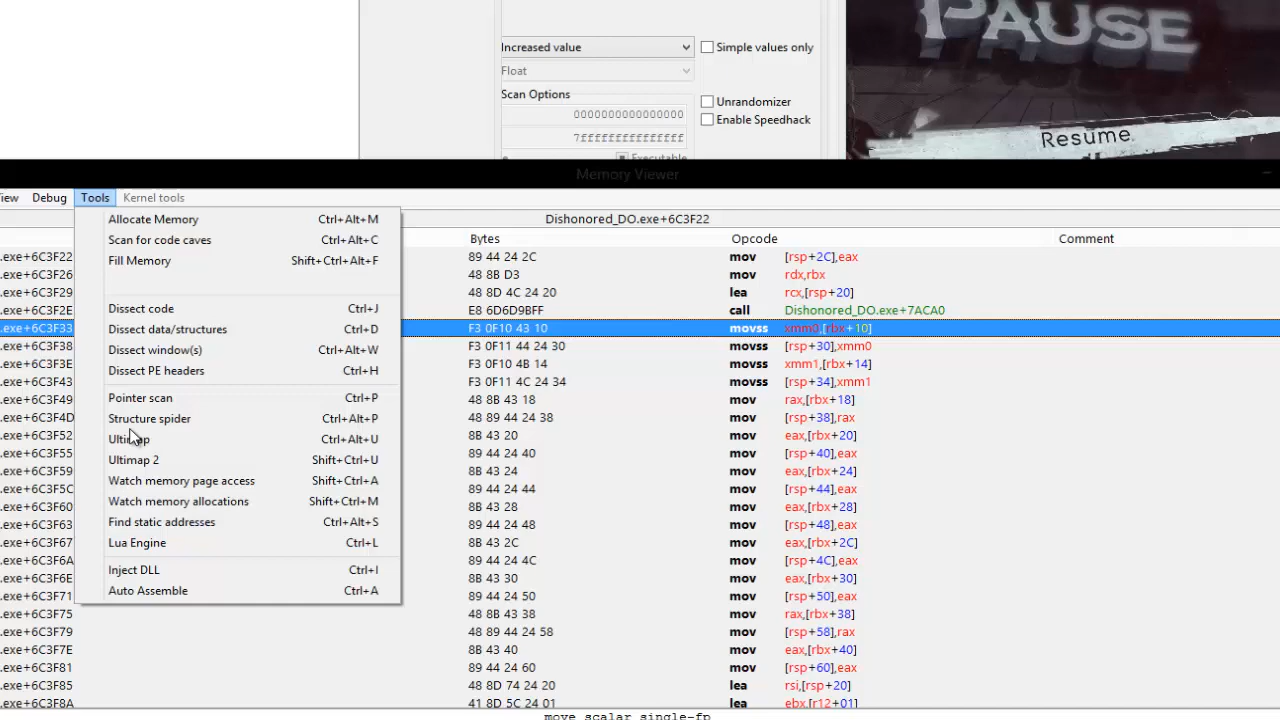 PAUSE
Increased value
Simple values only
Float
Scan Options
Unrandomizer
0000000000000000
Enable Speedhack
7fffffffffffffff
Executable
Resume
Memory Viewer
iew Debug Tools Kernel tools
Allocate Memory Ctrl+Alt+M
Scan for code caves Ctrl+Alt+C
Fill Memory Shift+Ctrl+Alt+F
Dissect code Ctrl+J
Dissect data/structures Ctrl+D
Dissect window(s) Ctrl+Alt+W
Dissect PE headers Ctrl+H
Pointer scan Ctrl+P
Structure spider Ctrl+Alt+P
Ultimap Ctrl+Alt+U
Ultimap 2 Shift+Ctrl+U
Watch memory page access Shift+Ctrl+A
Watch memory allocations Shift+Ctrl+M
Find static addresses Ctrl+Alt+S
Lua Engine Ctrl+L
Inject DLL Ctrl+I
Auto Assemble Ctrl+A
Dishonored_DO.exe+6C3F22
Bytes Opcode Comment
.exe+6C3F22 89 44 24 2C mov [rsp+2C],eax
.exe+6C3F26 48 8B D3 mov rdx,rbx
.exe+6C3F29 48 8D 4C 24 20 lea rcx,[rsp+20]
.exe+6C3F2E E8 6D6D9BFF call Dishonored_DO.exe+7ACA0
.exe+6C3F33 F3 0F10 43 10 movss xmm0,[rbx+10]
.exe+6C3F38 F3 0F11 44 24 30 movss [rsp+30],xmm0
.exe+6C3F3E F3 0F10 4B 14 movss xmm1,[rbx+14]
.exe+6C3F43 F3 0F11 4C 24 34 movss [rsp+34],xmm1
.exe+6C3F49 48 8B 43 18 mov rax,[rbx+18]
.exe+6C3F4D 48 89 44 24 38 mov [rsp+38],rax
.exe+6C3F52 8B 43 20 mov eax,[rbx+20]
.exe+6C3F55 89 44 24 40 mov [rsp+40],eax
.exe+6C3F59 8B 43 24 mov eax,[rbx+24]
.exe+6C3F5C 89 44 24 44 mov [rsp+44],eax
.exe+6C3F60 8B 43 28 mov eax,[rbx+28]
.exe+6C3F63 89 44 24 48 mov [rsp+48],eax
.exe+6C3F67 8B 43 2C mov eax,[rbx+2C]
.exe+6C3F6A 89 44 24 4C mov [rsp+4C],eax
.exe+6C3F6E 8B 43 30 mov eax,[rbx+30]
.exe+6C3F71 89 44 24 50 mov [rsp+50],eax
.exe+6C3F75 48 8B 43 38 mov rax,[rbx+38]
.exe+6C3F79 48 89 44 24 58 mov [rsp+58],rax
.exe+6C3F7E 8B 43 40 mov eax,[rbx+40]
.exe+6C3F81 89 44 24 60 mov [rsp+60],eax
.exe+6C3F85 48 8D 74 24 20 lea rsi,[rsp+20]
.exe+6C3F8A 41 8D 5C 24 01 lea ebx,[r12+01]
move scalar single-fp